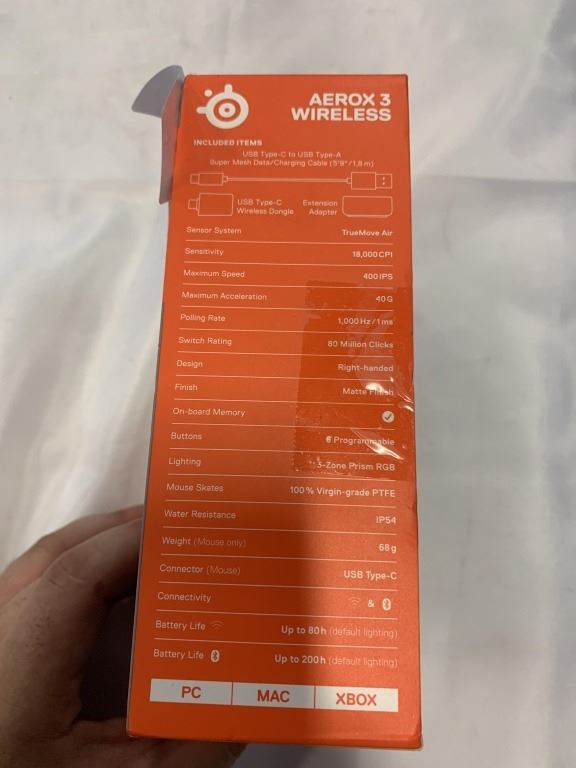 AEROX 3
WIRELESS
INCLUDED ITEMS
USB Type-C to USB Type-A
Super Mesh Data/Charging Cable (5'9"/1.8 m)
USB Type-C
Wireless Dongle
Extension
Adapter
Sensor System TrueMove Air
Sensitivity 18,000 CPI
Maximum Speed 400 IPS
Maximum Acceleration 40 G
Polling Rate 1,000 Hz / 1 ms
Switch Rating 80 Million Clicks
Design Right-handed
Finish Matte Finish
On-board Memory
Buttons 6 Programmable
Lighting 3-Zone Prism RGB
Mouse Skates 100% Virgin-grade PTFE
Water Resistance IP54
Weight (Mouse only) 68 g
Connector (Mouse) USB Type-C
Connectivity &
Battery Life Up to 80h (default lighting)
Battery Life Up to 200h (default lighting)
PC MAC XBOX